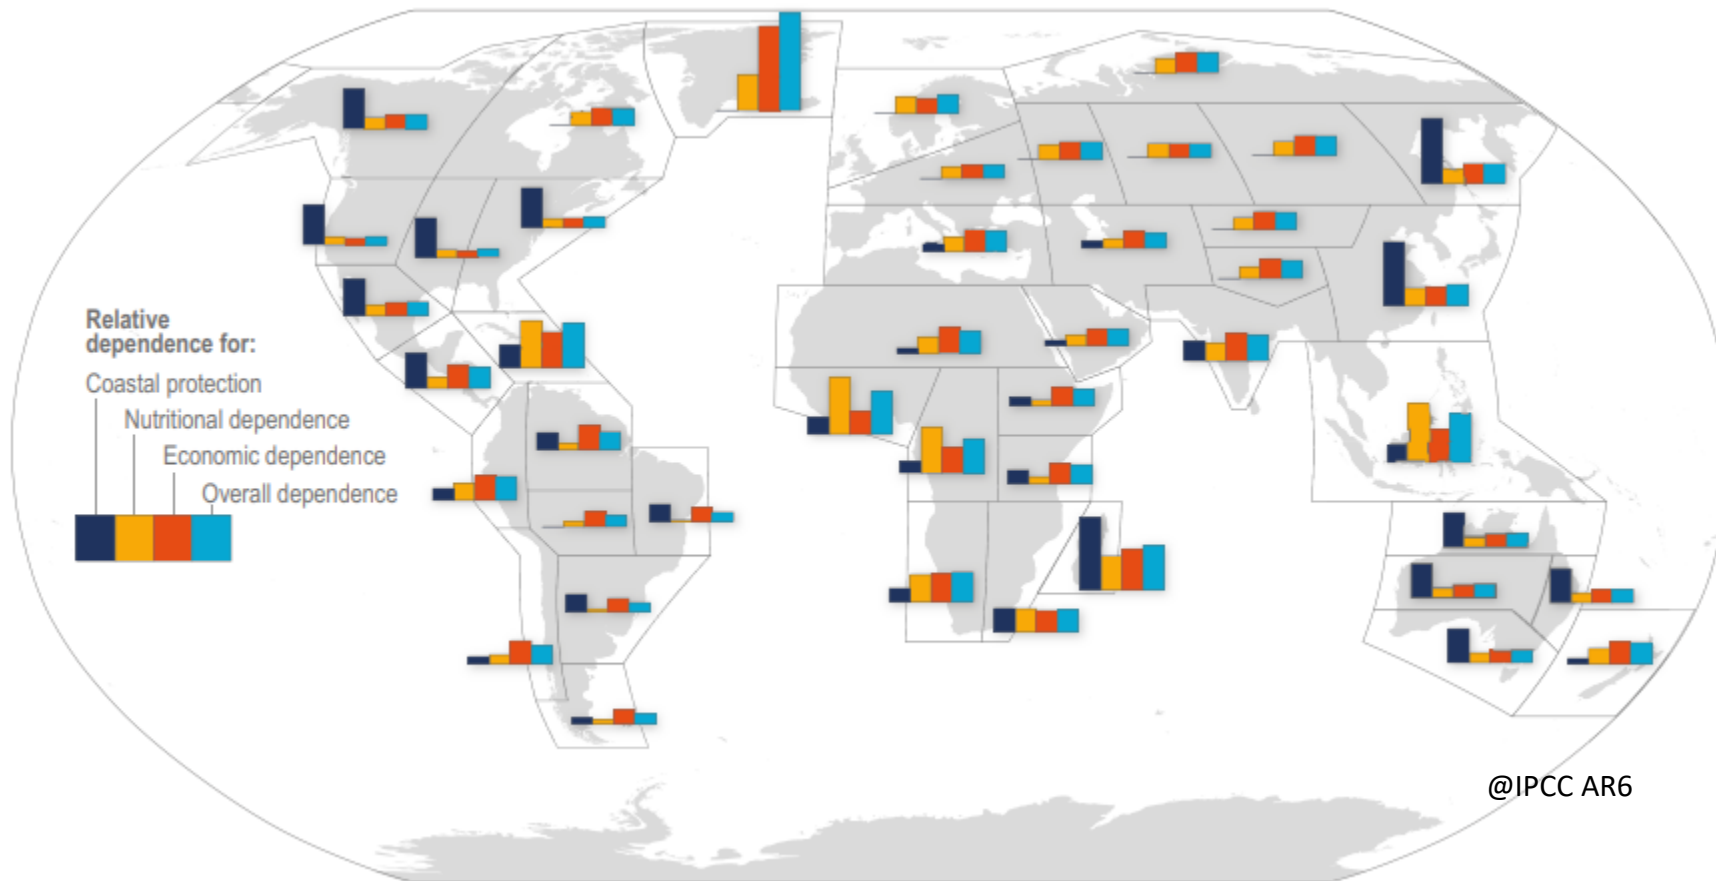 Relative
dependence for:
Coastal protection
Nutritional dependence
Economic dependence
Overall dependence
@IPCC AR6